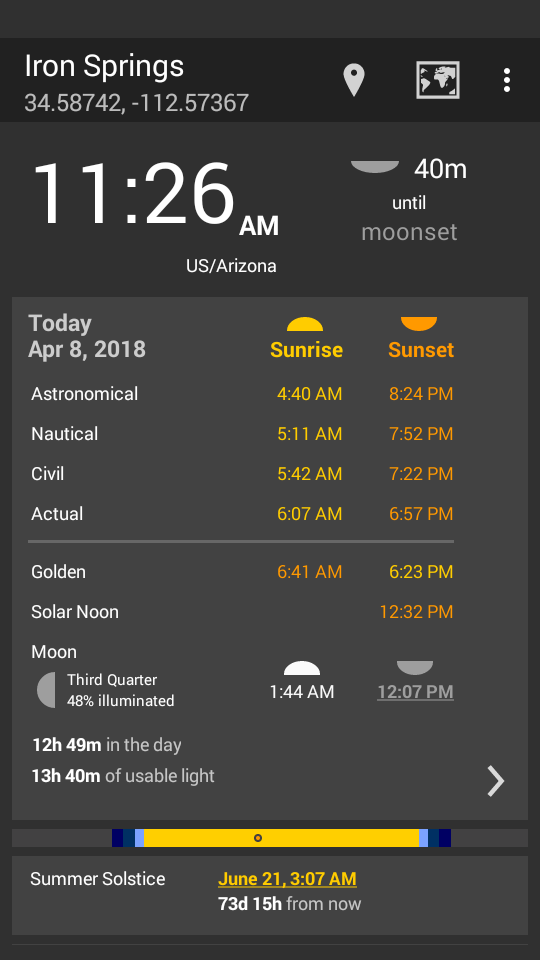 Iron Springs
34.58742, -112.57367
11:26 AM
40m
until
moonset
US/Arizona
Today
Apr 8, 2018
Sunrise Sunset
Astronomical 4:40 AM 8:24 PM
Nautical 5:11 AM 7:52 PM
Civil 5:42 AM 7:22 PM
Actual 6:07 AM 6:57 PM
Golden 6:41 AM 6:23 PM
Solar Noon 12:32 PM
Moon
Third Quarter
48% illuminated
1:44 AM 12:07 PM
12h 49m in the day
13h 40m of usable light
Summer Solstice June 21, 3:07 AM
73d 15h from now